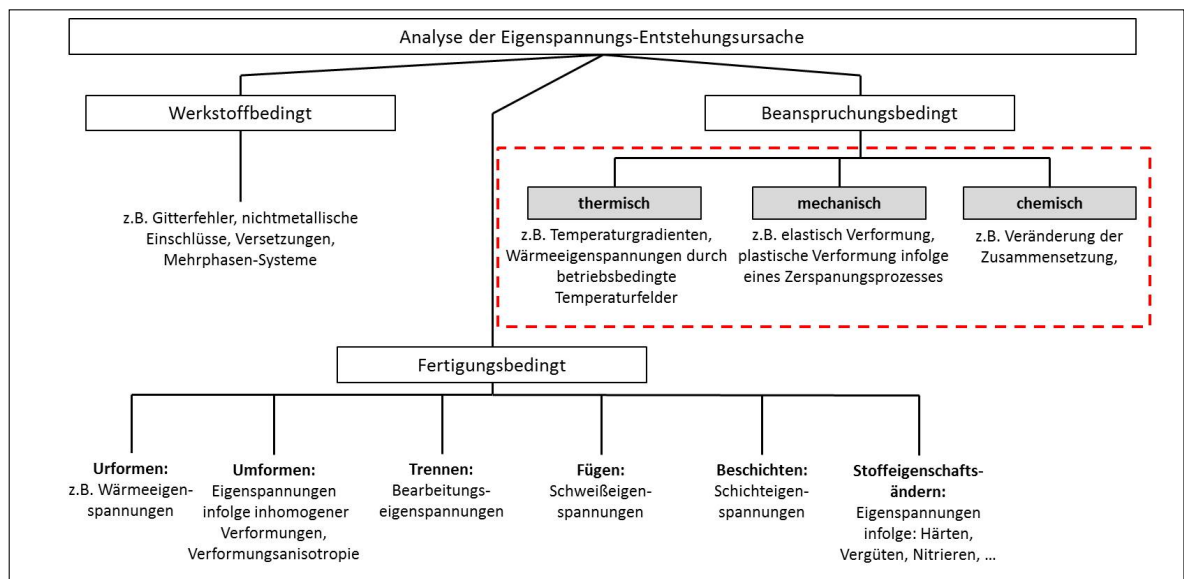 Analyse der Eigenspannungs-Entstehungsursache
Werkstoffbedingt
Beanspruchungsbedingt
z.B. Gitterfehler, nichtmetallische
Einschlüsse, Versetzungen,
Mehrphasen-Systeme
thermisch
z.B. Temperaturgradienten,
Wärmeeigenspannungen durch
betriebsbedingte
Temperaturfelder
mechanisch
z.B. elastisch Verformung,
plastische Verformung infolge
eines Zerspanungsprozesses
chemisch
z.B. Veränderung der
Zusammensetzung,
Fertigungsbedingt
Urformen:
z.B. Wärmeeigen-
spannungen
Umformen:
Eigenspannungen
infolge inhomogener
Verformungen,
Verformungsanisotropie
Trennen:
Bearbeitungs-
eigenspannungen
Fügen:
Schweißeigen-
spannungen
Beschichten:
Schichteigen-
spannungen
Stoffeigenschafts-
ändern:
Eigenspannungen
infolge: Härten,
Vergüten, Nitrieren, ...